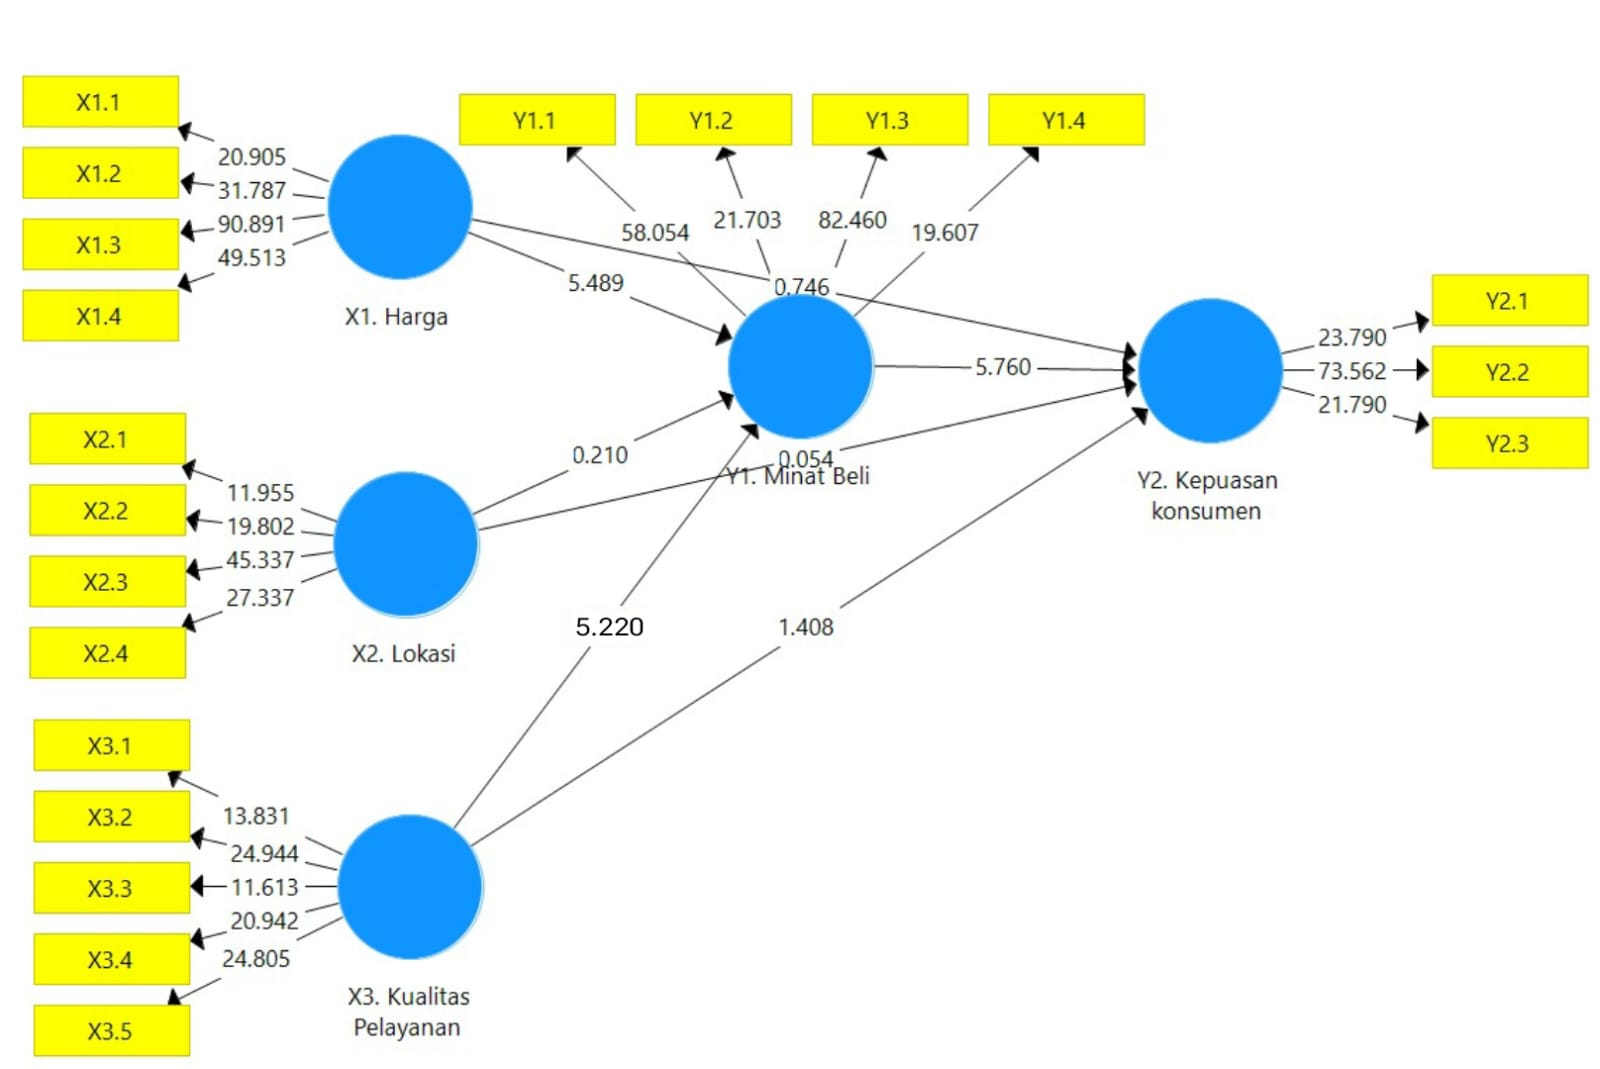 X1.1
X1.2
X1.3
X1.4
20.905
31.787
90.891
49.513
X1. Harga
Y1.1
Y1.2
Y1.3
Y1.4
58.054
21.703
82.460
19.607
5.489
0.746
5.760
Y2.1
Y2.2
Y2.3
23.790
73.562
21.790
Y2. Kepuasan
konsumen
X2.1
X2.2
X2.3
X2.4
11.955
19.802
45.337
27.337
X2. Lokasi
0.210
0.054
Y1. Minat Beli
5.220
1.408
X3.1
X3.2
X3.3
X3.4
X3.5
13.831
24.944
11.613
20.942
24.805
X3. Kualitas
Pelayanan